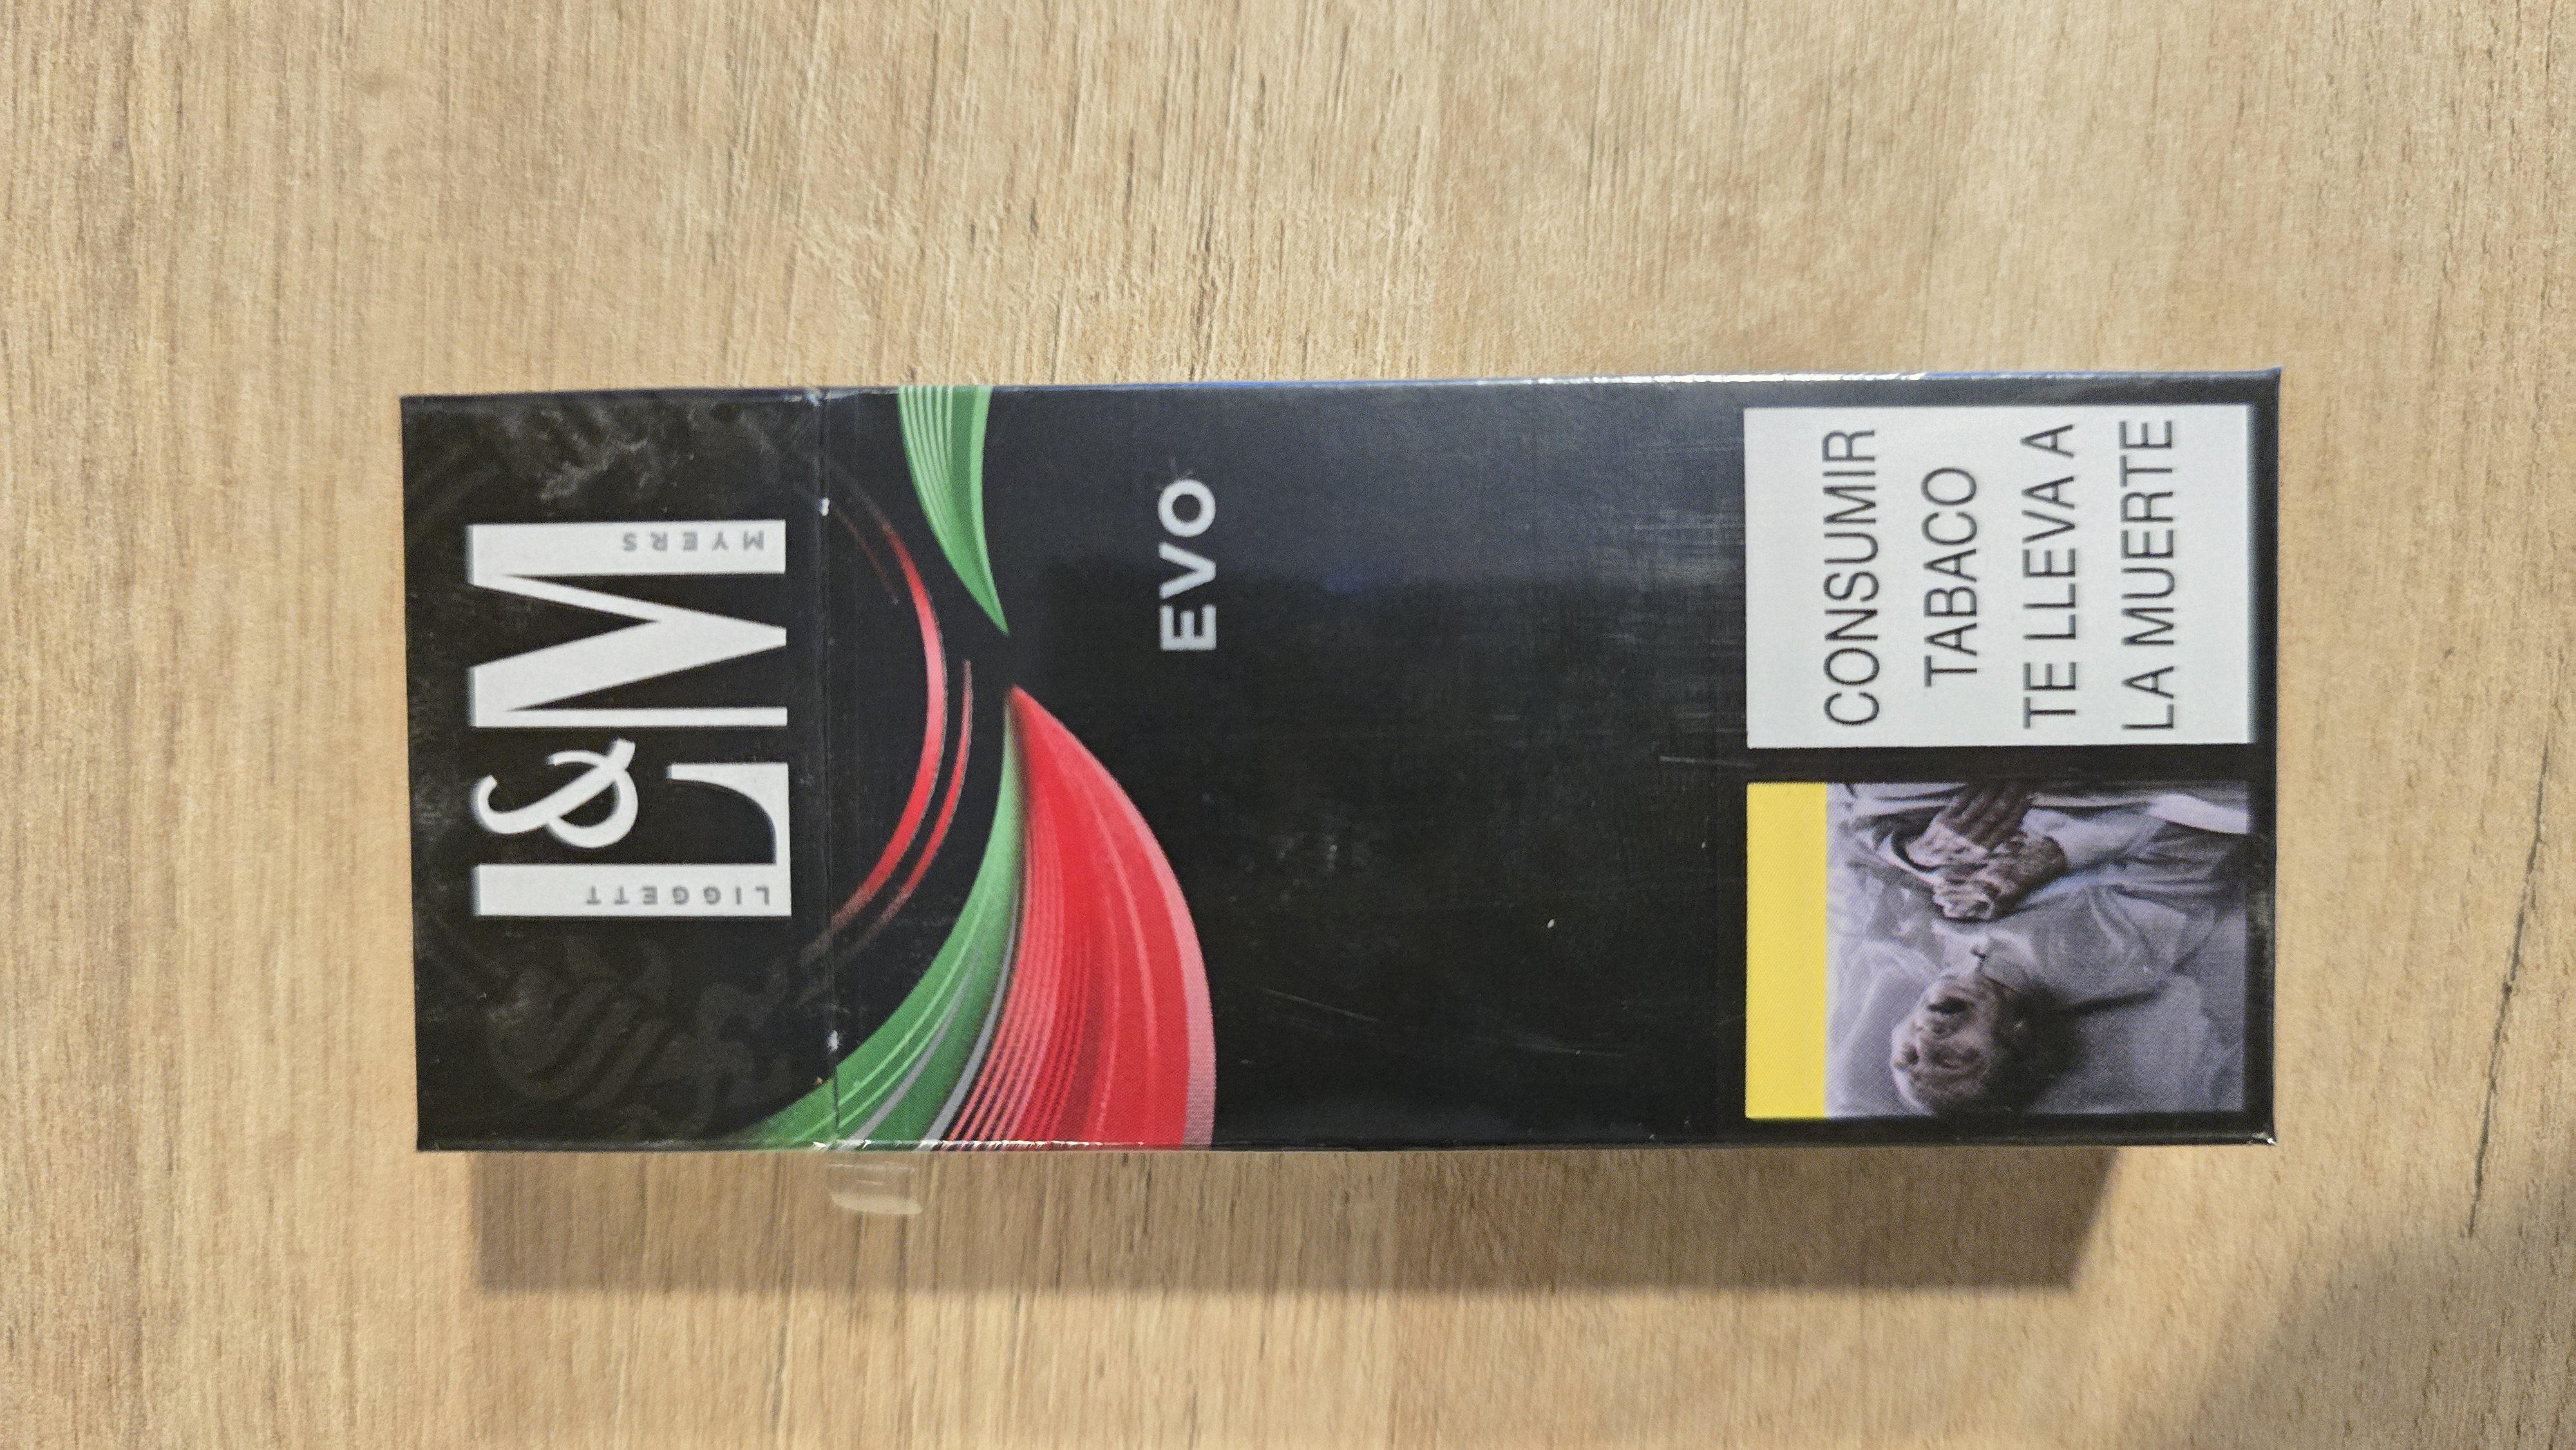 L&M
LIGGETT
MYERS
EVO
CONSUMIR
TABACO
TE LLEVA A
LA MUERTE